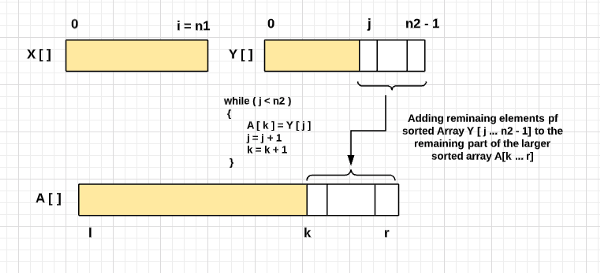 0 i = n1 0 j n2 - 1
X [ ] Y [ ]
while ( j < n2 )
{
A [ k ] = Y [ j ]
j = j + 1
k = k + 1
}
Adding reminaing elements pf
sorted Array Y [ j ... n2 - 1] to the
remaining part of the larger
sorted array A[k ... r]
A [ ]
l k r